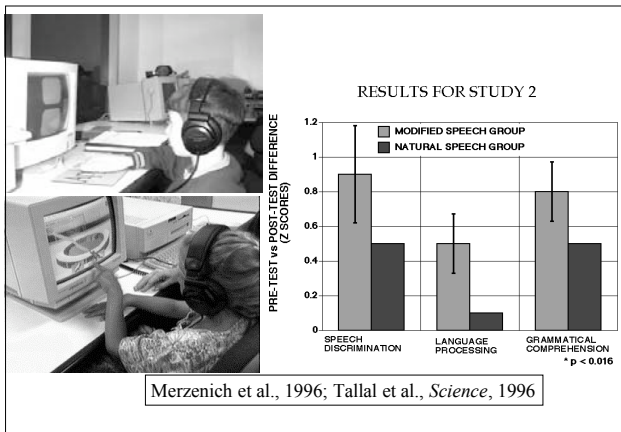 RESULTS FOR STUDY 2
PRE-TEST vs POST-TEST DIFFERENCE
(Z SCORES)
1.2
1
0.8
0.6
0.4
0.2
0
MODIFIED SPEECH GROUP
NATURAL SPEECH GROUP
SPEECH
DISCRIMINATION
LANGUAGE
PROCESSING
GRAMMATICAL
COMPREHENSION
* p < 0.016
Merzenich et al., 1996; Tallal et al., Science, 1996